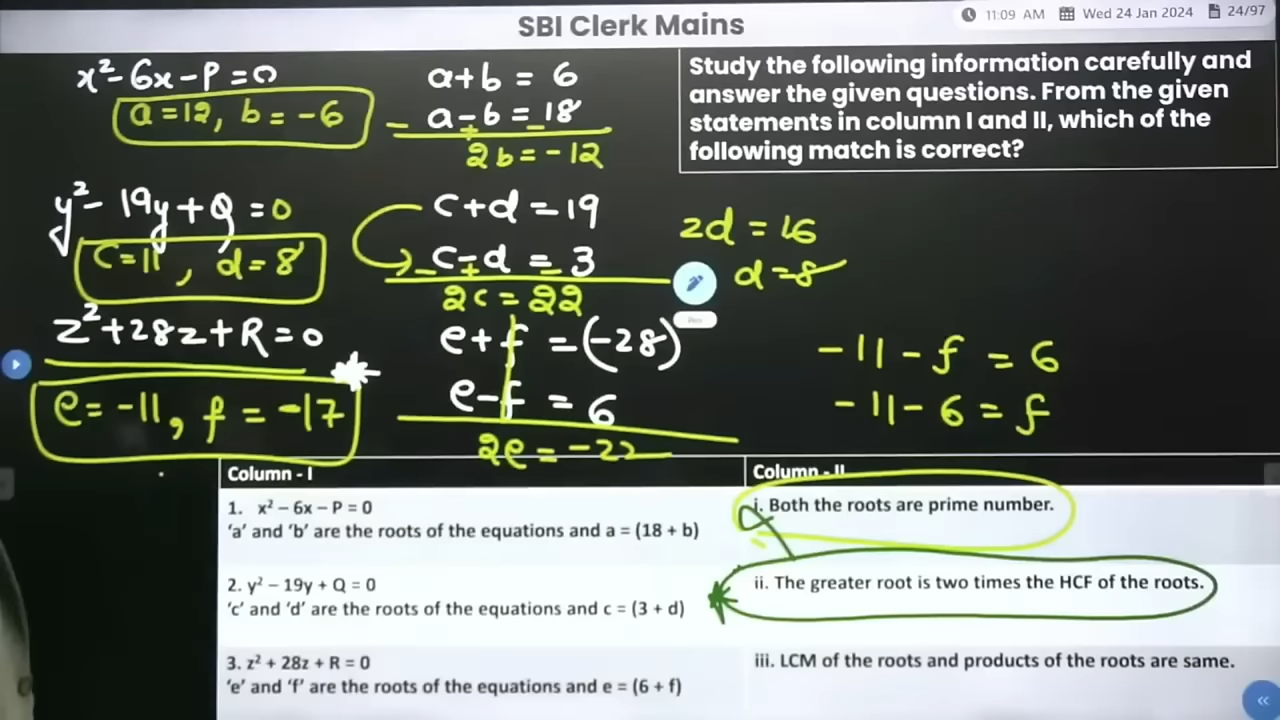 11:09 AM Wed 24 Jan 2024 24/97
SBI Clerk Mains
Study the following information carefully and
answer the given questions. From the given
statements in column I and II, which of the
following match is correct?
x² - 6x - P = 0
a = 12, b = -6
a + b = 6
a - b = 18
2b = -12
y² - 19y + Q = 0
c = 11, d = 8
c + d = 19
c - d = 3
2c = 22
2d = 16
d = 8
z² + 28z + R = 0
e = -11, f = -17
e + f = (-28)
e - f = 6
2e = -22
-11 - f = 6
-11 - 6 = f
Column - I
Column - II
1. x² – 6x – P = 0
'a' and 'b' are the roots of the equations and a = (18 + b)
i. Both the roots are prime number.
2. y² – 19y + Q = 0
'c' and 'd' are the roots of the equations and c = (3 + d)
ii. The greater root is two times the HCF of the roots.
3. z² + 28z + R = 0
'e' and 'f' are the roots of the equations and e = (6 + f)
iii. LCM of the roots and products of the roots are same.